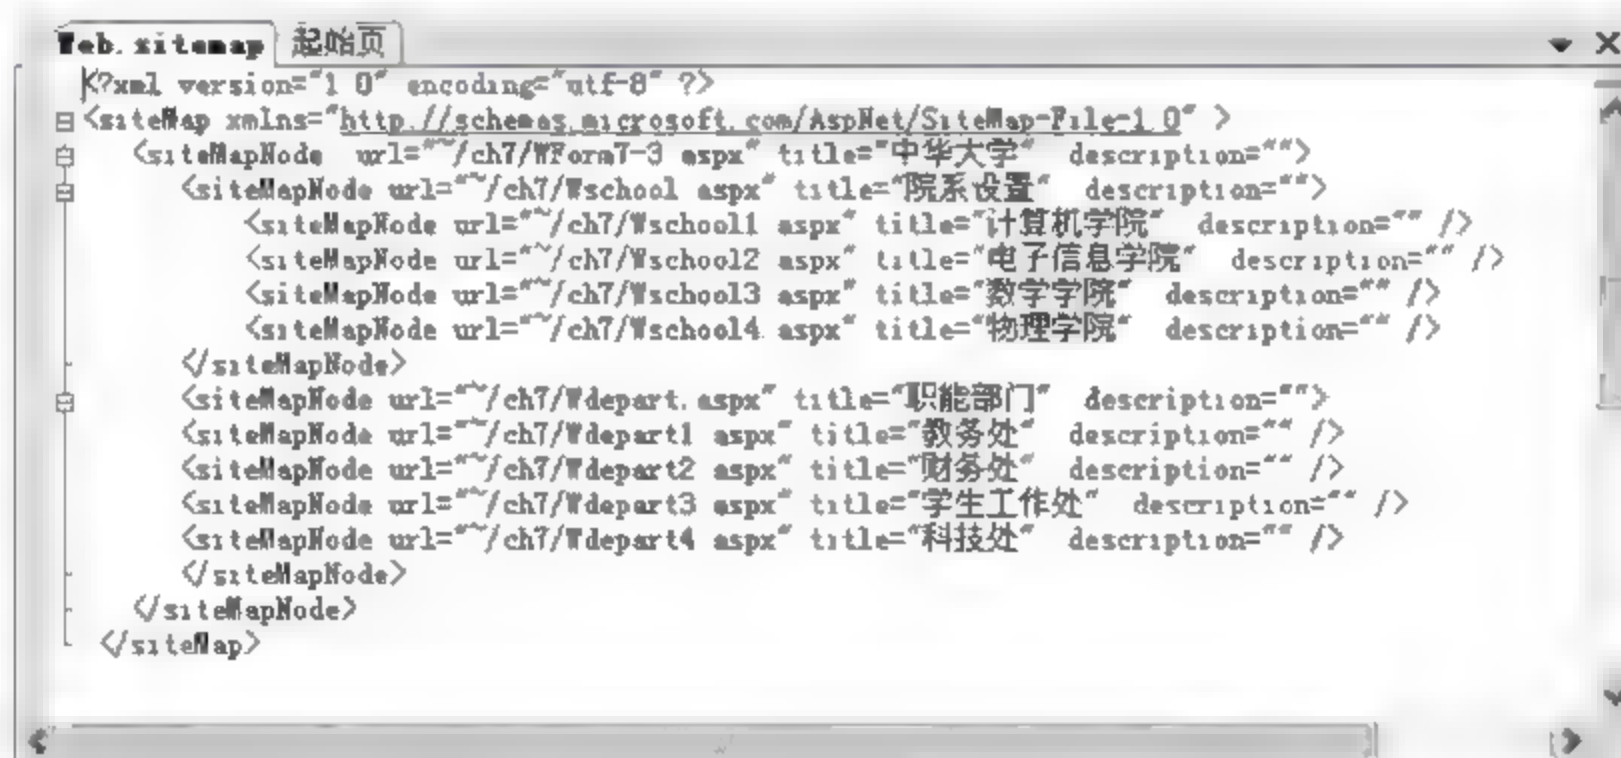 Web.sitemap 起始页
<?xml version="1.0" encoding="utf-8" ?>
<siteMap xmlns="http://schemas.microsoft.com/AspNet/SiteMap-File-1.0" >
<siteMapNode url="~/ch7/WForm7-3.aspx" title="中华大学" description="">
<siteMapNode url="~/ch7/Wschool.aspx" title="院系设置" description="">
<siteMapNode url="~/ch7/Wschool1.aspx" title="计算机学院" description="" />
<siteMapNode url="~/ch7/Wschool2.aspx" title="电子信息学院" description="" />
<siteMapNode url="~/ch7/Wschool3.aspx" title="数学学院" description="" />
<siteMapNode url="~/ch7/Wschool4.aspx" title="物理学院" description="" />
</siteMapNode>
<siteMapNode url="~/ch7/Wdepart.aspx" title="职能部门" description="">
<siteMapNode url="~/ch7/Wdepart1.aspx" title="教务处" description="" />
<siteMapNode url="~/ch7/Wdepart2.aspx" title="财务处" description="" />
<siteMapNode url="~/ch7/Wdepart3.aspx" title="学生工作处" description="" />
<siteMapNode url="~/ch7/Wdepart4.aspx" title="科技处" description="" />
</siteMapNode>
</siteMapNode>
</siteMap>